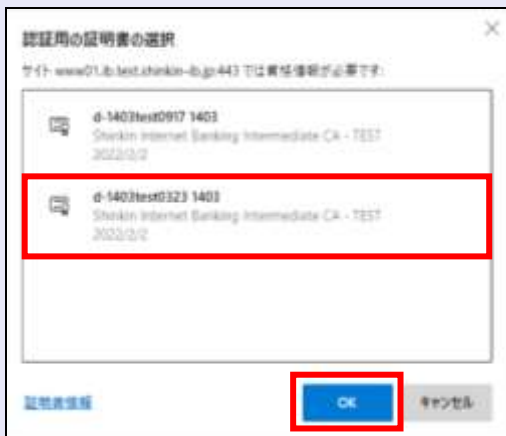 認証用の証明書の選択
サイト www01.ib.test.shinkin-ib.jp:443 では資格情報が必要です:
d-1403test0917 1403
Shinkin Internet Banking Intermediate CA - TEST
2022/2/2
d-1403test0323 1403
Shinkin Internet Banking Intermediate CA - TEST
2022/2/2
証明書情報
OK
キャンセル